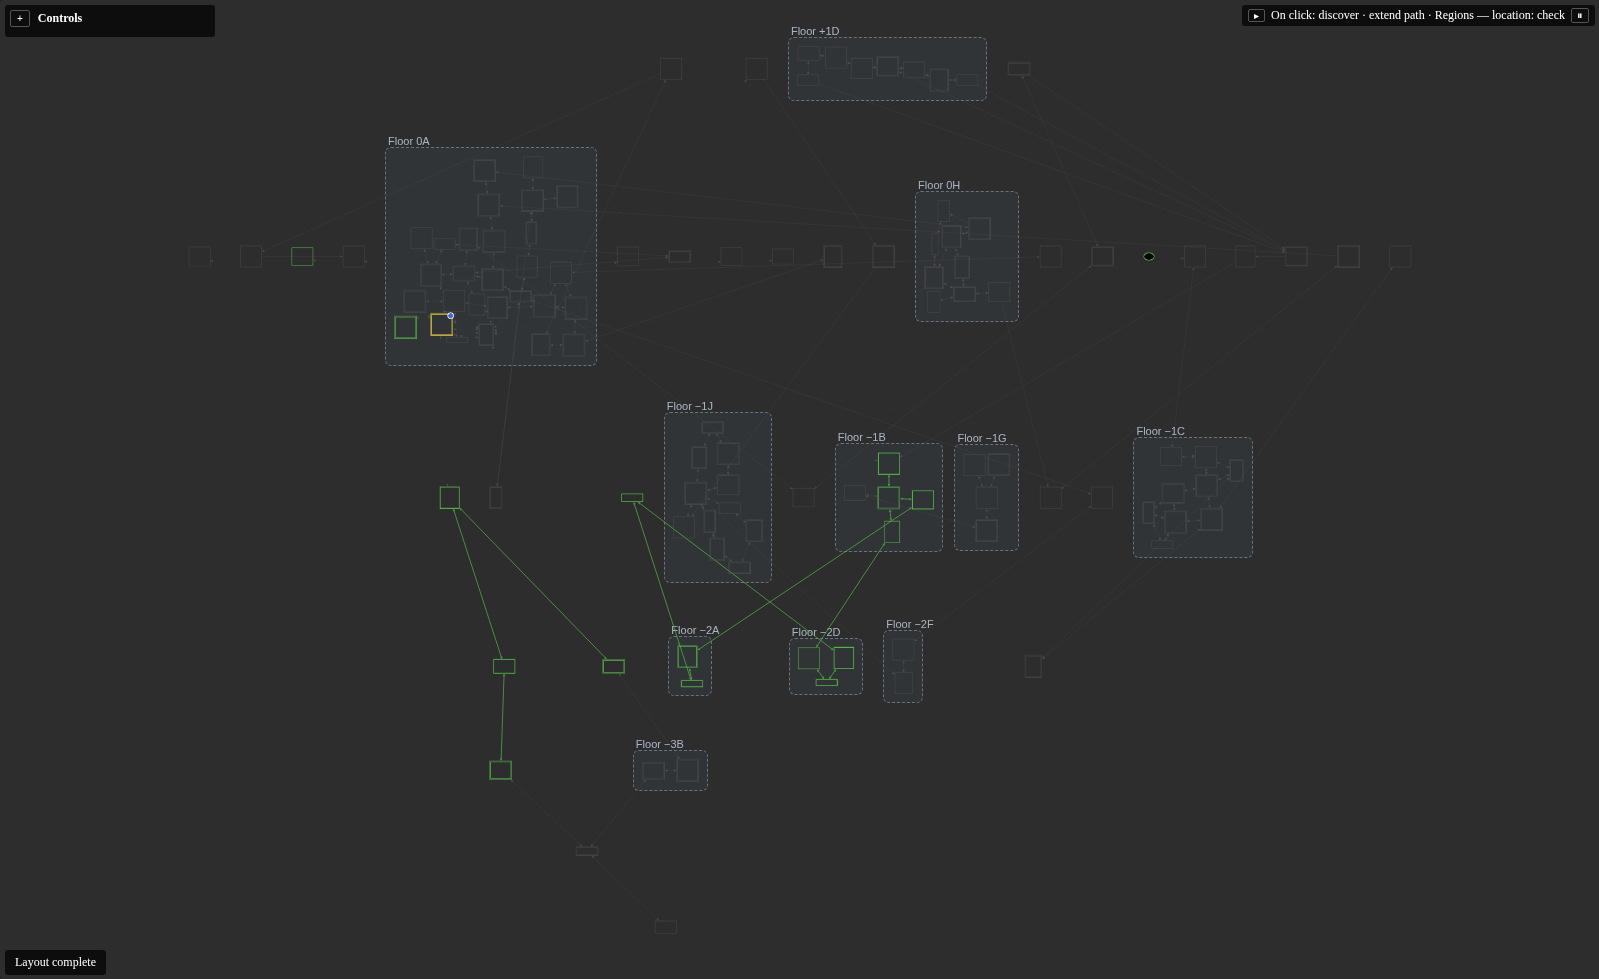 + Controls
▶ On click: discover · extend path · Regions — location: check ⏸
Floor +1D
Floor 0A
Floor 0H
Floor −1J
Floor −1B
Floor −1G
Floor −1C
Floor −2A
Floor −2D
Floor −2F
Floor −3B
Layout complete